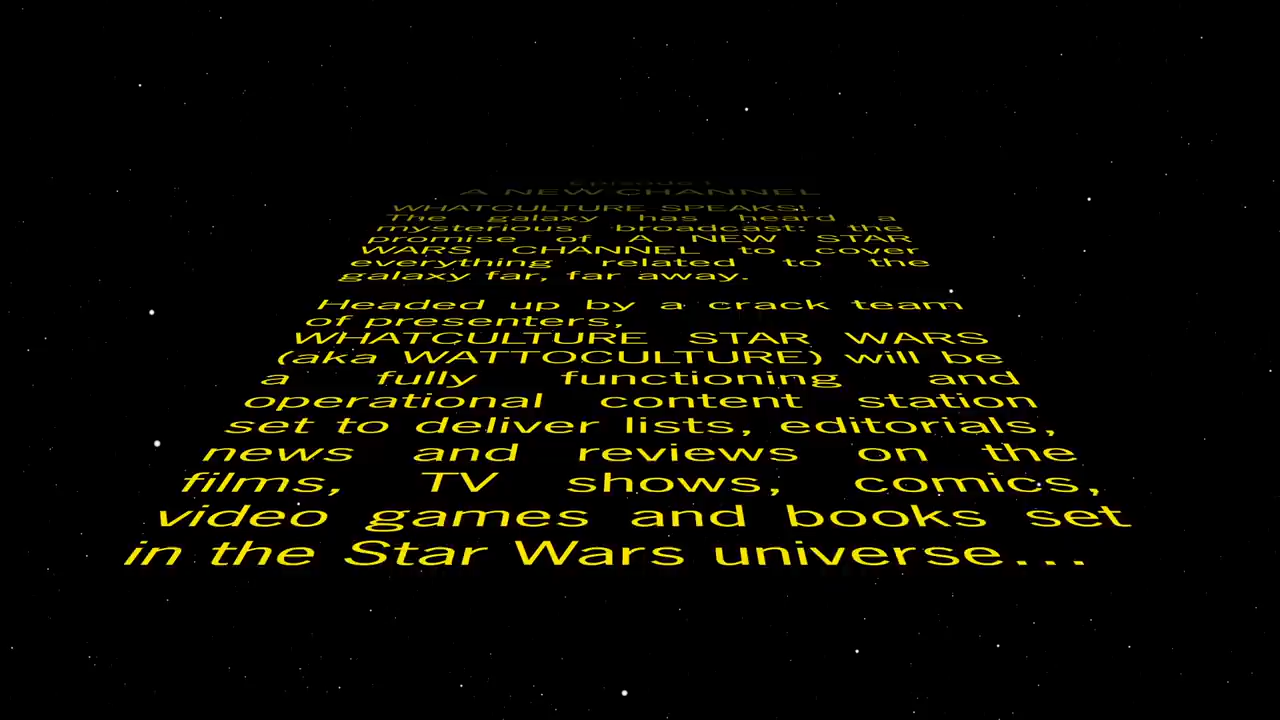 Episode I
A NEW CHANNEL
WHATCULTURE SPEAKS!
The galaxy has heard a
mysterious broadcast: the
promise of A NEW STAR
WARS CHANNEL to cover
everything related to the
galaxy far, far away.
Headed up by a crack team
of presenters,
WHATCULTURE STAR WARS
(aka WATTOCULTURE) will be
a fully functioning and
operational content station
set to deliver lists, editorials,
news and reviews on the
films, TV shows, comics,
video games and books set
in the Star Wars universe...